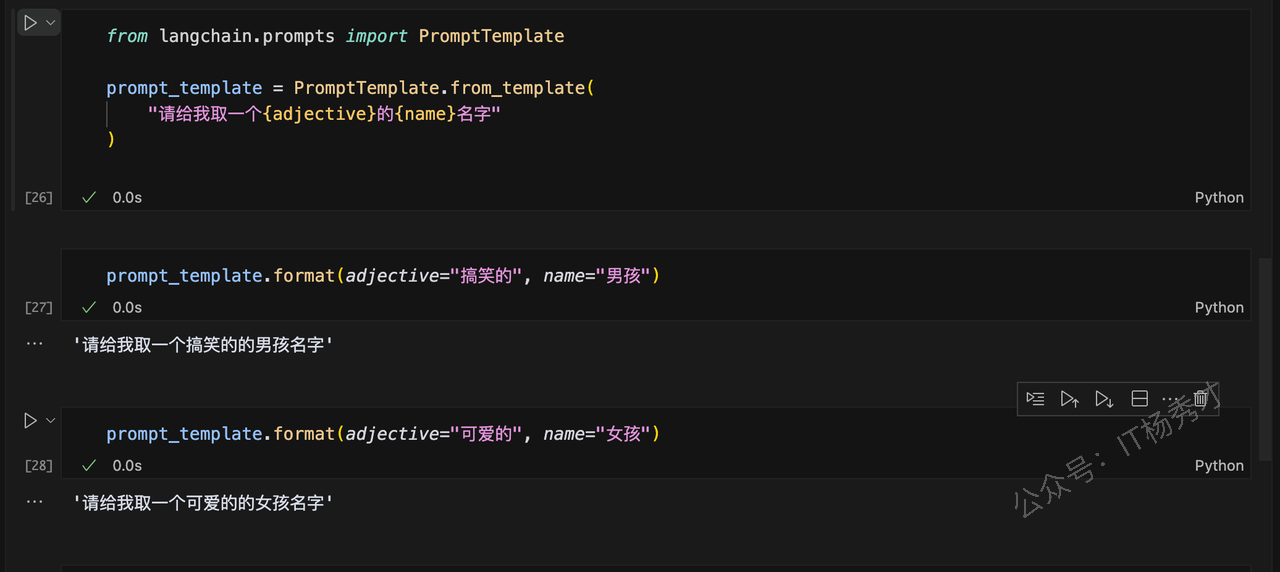 from langchain.prompts import PromptTemplate
prompt_template = PromptTemplate.from_template(
"请给我取一个{adjective}的{name}名字"
)
[26]
0.0s
Python
prompt_template.format(adjective="搞笑的", name="男孩")
[27]
0.0s
Python
'请给我取一个搞笑的的男孩名字'
prompt_template.format(adjective="可爱的", name="女孩")
[28]
0.0s
Python
'请给我取一个可爱的的女孩名字'
公众号：IT杨秀才